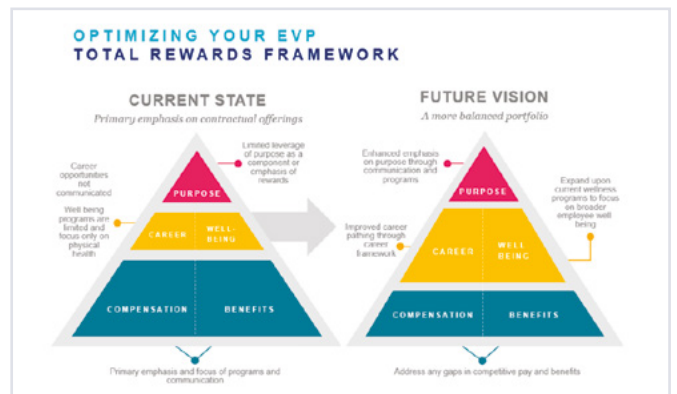 OPTIMIZING YOUR EVP
TOTAL REWARDS FRAMEWORK
CURRENT STATE
Primary emphasis on contractual offerings
Career
opportunities
not
communicated
Well being
programs are
limited and
focus only on
physical
health
Limited leverage
of purpose as a
component or
emphasis of
rewards
PURPOSE
CAREER
WELL-
BEING
COMPENSATION
BENEFITS
Primary emphasis and focus of programs and
communication
FUTURE VISION
A more balanced portfolio
Enhanced emphasis
on purpose through
communication and
programs
Improved career
pathing through
career
framework
Expand upon
current wellness
programs to focus
on broader
employee well
being
PURPOSE
CAREER
WELL
BEING
COMPENSATION
BENEFITS
Address any gaps in competitive pay and benefits